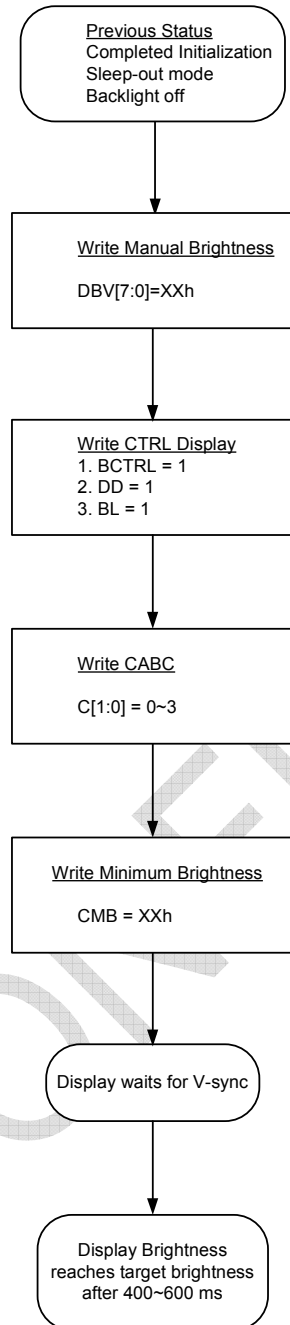 Previous Status
Completed Initialization
Sleep-out mode
Backlight off
Write Manual Brightness
DBV[7:0]=XXh
Write CTRL Display
1. BCTRL = 1
2. DD = 1
3. BL = 1
Write CABC
C[1:0] = 0~3
Write Minimum Brightness
CMB = XXh
Display waits for V-sync
Display Brightness
reaches target brightness
after 400~600 ms